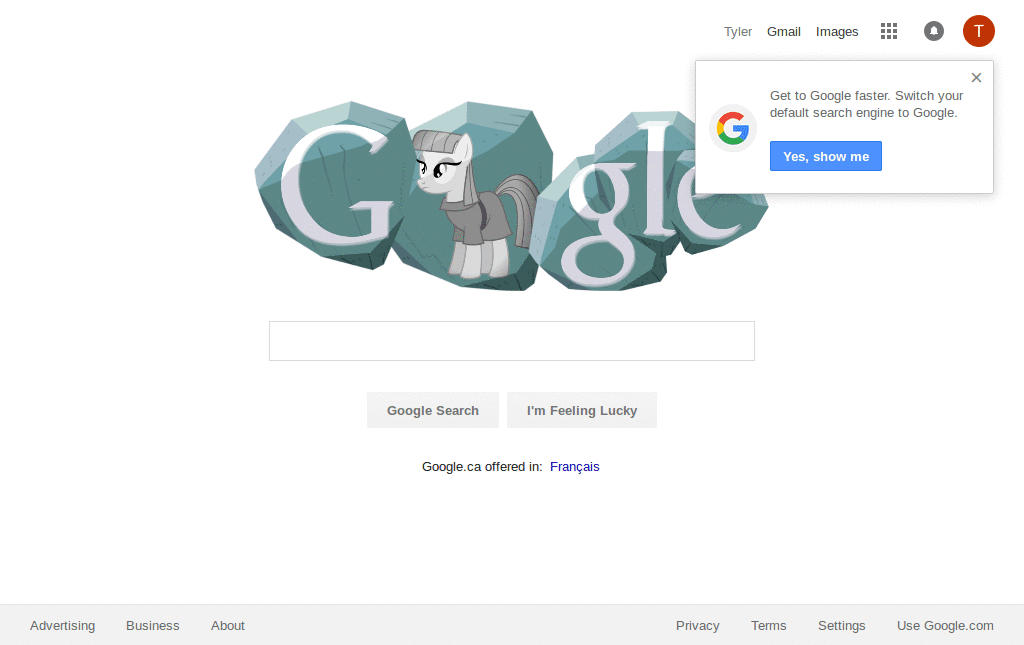 Tyler Gmail Images T
Get to Google faster. Switch your
default search engine to Google.
Yes, show me
G gle
Google Search I'm Feeling Lucky
Google.ca offered in: Français
Advertising Business About Privacy Terms Settings Use Google.com